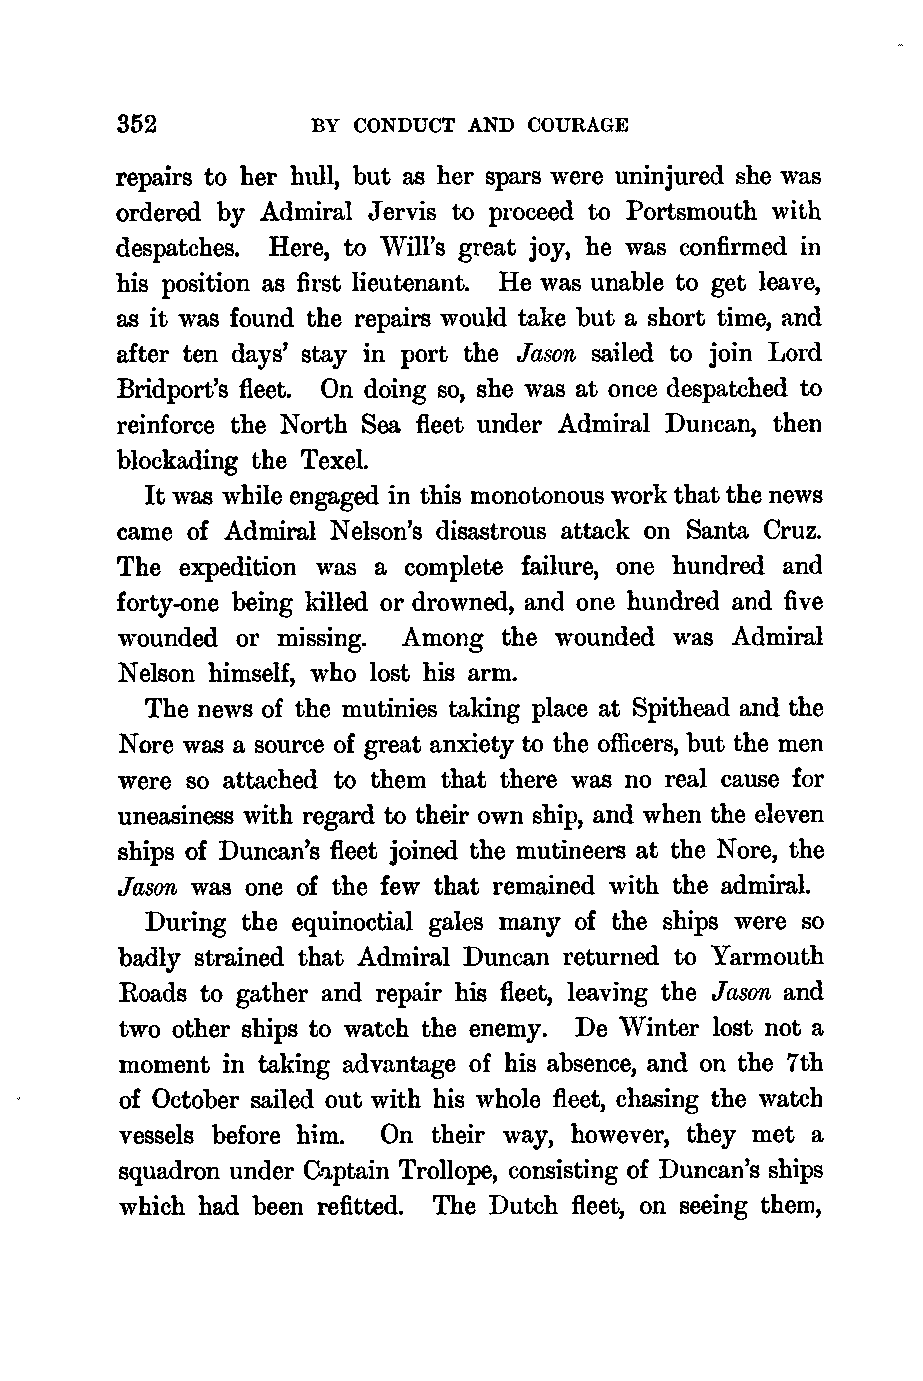 352 BY CONDUCT AND COURAGE
repairs to her hull, but as her spars were uninjured she was
ordered by Admiral Jervis to proceed to Portsmouth with
despatches. Here, to Will's great joy, he was confirmed in
his position as first lieutenant. He was unable to get leave,
as it was found the repairs would take but a short time, and
after ten days' stay in port the Jason sailed to join Lord
Bridport's fleet. On doing so, she was at once despatched to
reinforce the North Sea fleet under Admiral Duncan, then
blockading the Texel.
It was while engaged in this monotonous work that the news
came of Admiral Nelson's disastrous attack on Santa Cruz.
The expedition was a complete failure, one hundred and
forty-one being killed or drowned, and one hundred and five
wounded or missing. Among the wounded was Admiral
Nelson himself, who lost his arm.
The news of the mutinies taking place at Spithead and the
Nore was a source of great anxiety to the officers, but the men
were so attached to them that there was no real cause for
uneasiness with regard to their own ship, and when the eleven
ships of Duncan's fleet joined the mutineers at the Nore, the
Jason was one of the few that remained with the admiral.
During the equinoctial gales many of the ships were so
badly strained that Admiral Duncan returned to Yarmouth
Roads to gather and repair his fleet, leaving the Jason and
two other ships to watch the enemy. De Winter lost not a
moment in taking advantage of his absence, and on the 7th
of October sailed out with his whole fleet, chasing the watch
vessels before him. On their way, however, they met a
squadron under Captain Trollope, consisting of Duncan's ships
which had been refitted. The Dutch fleet, on seeing them,